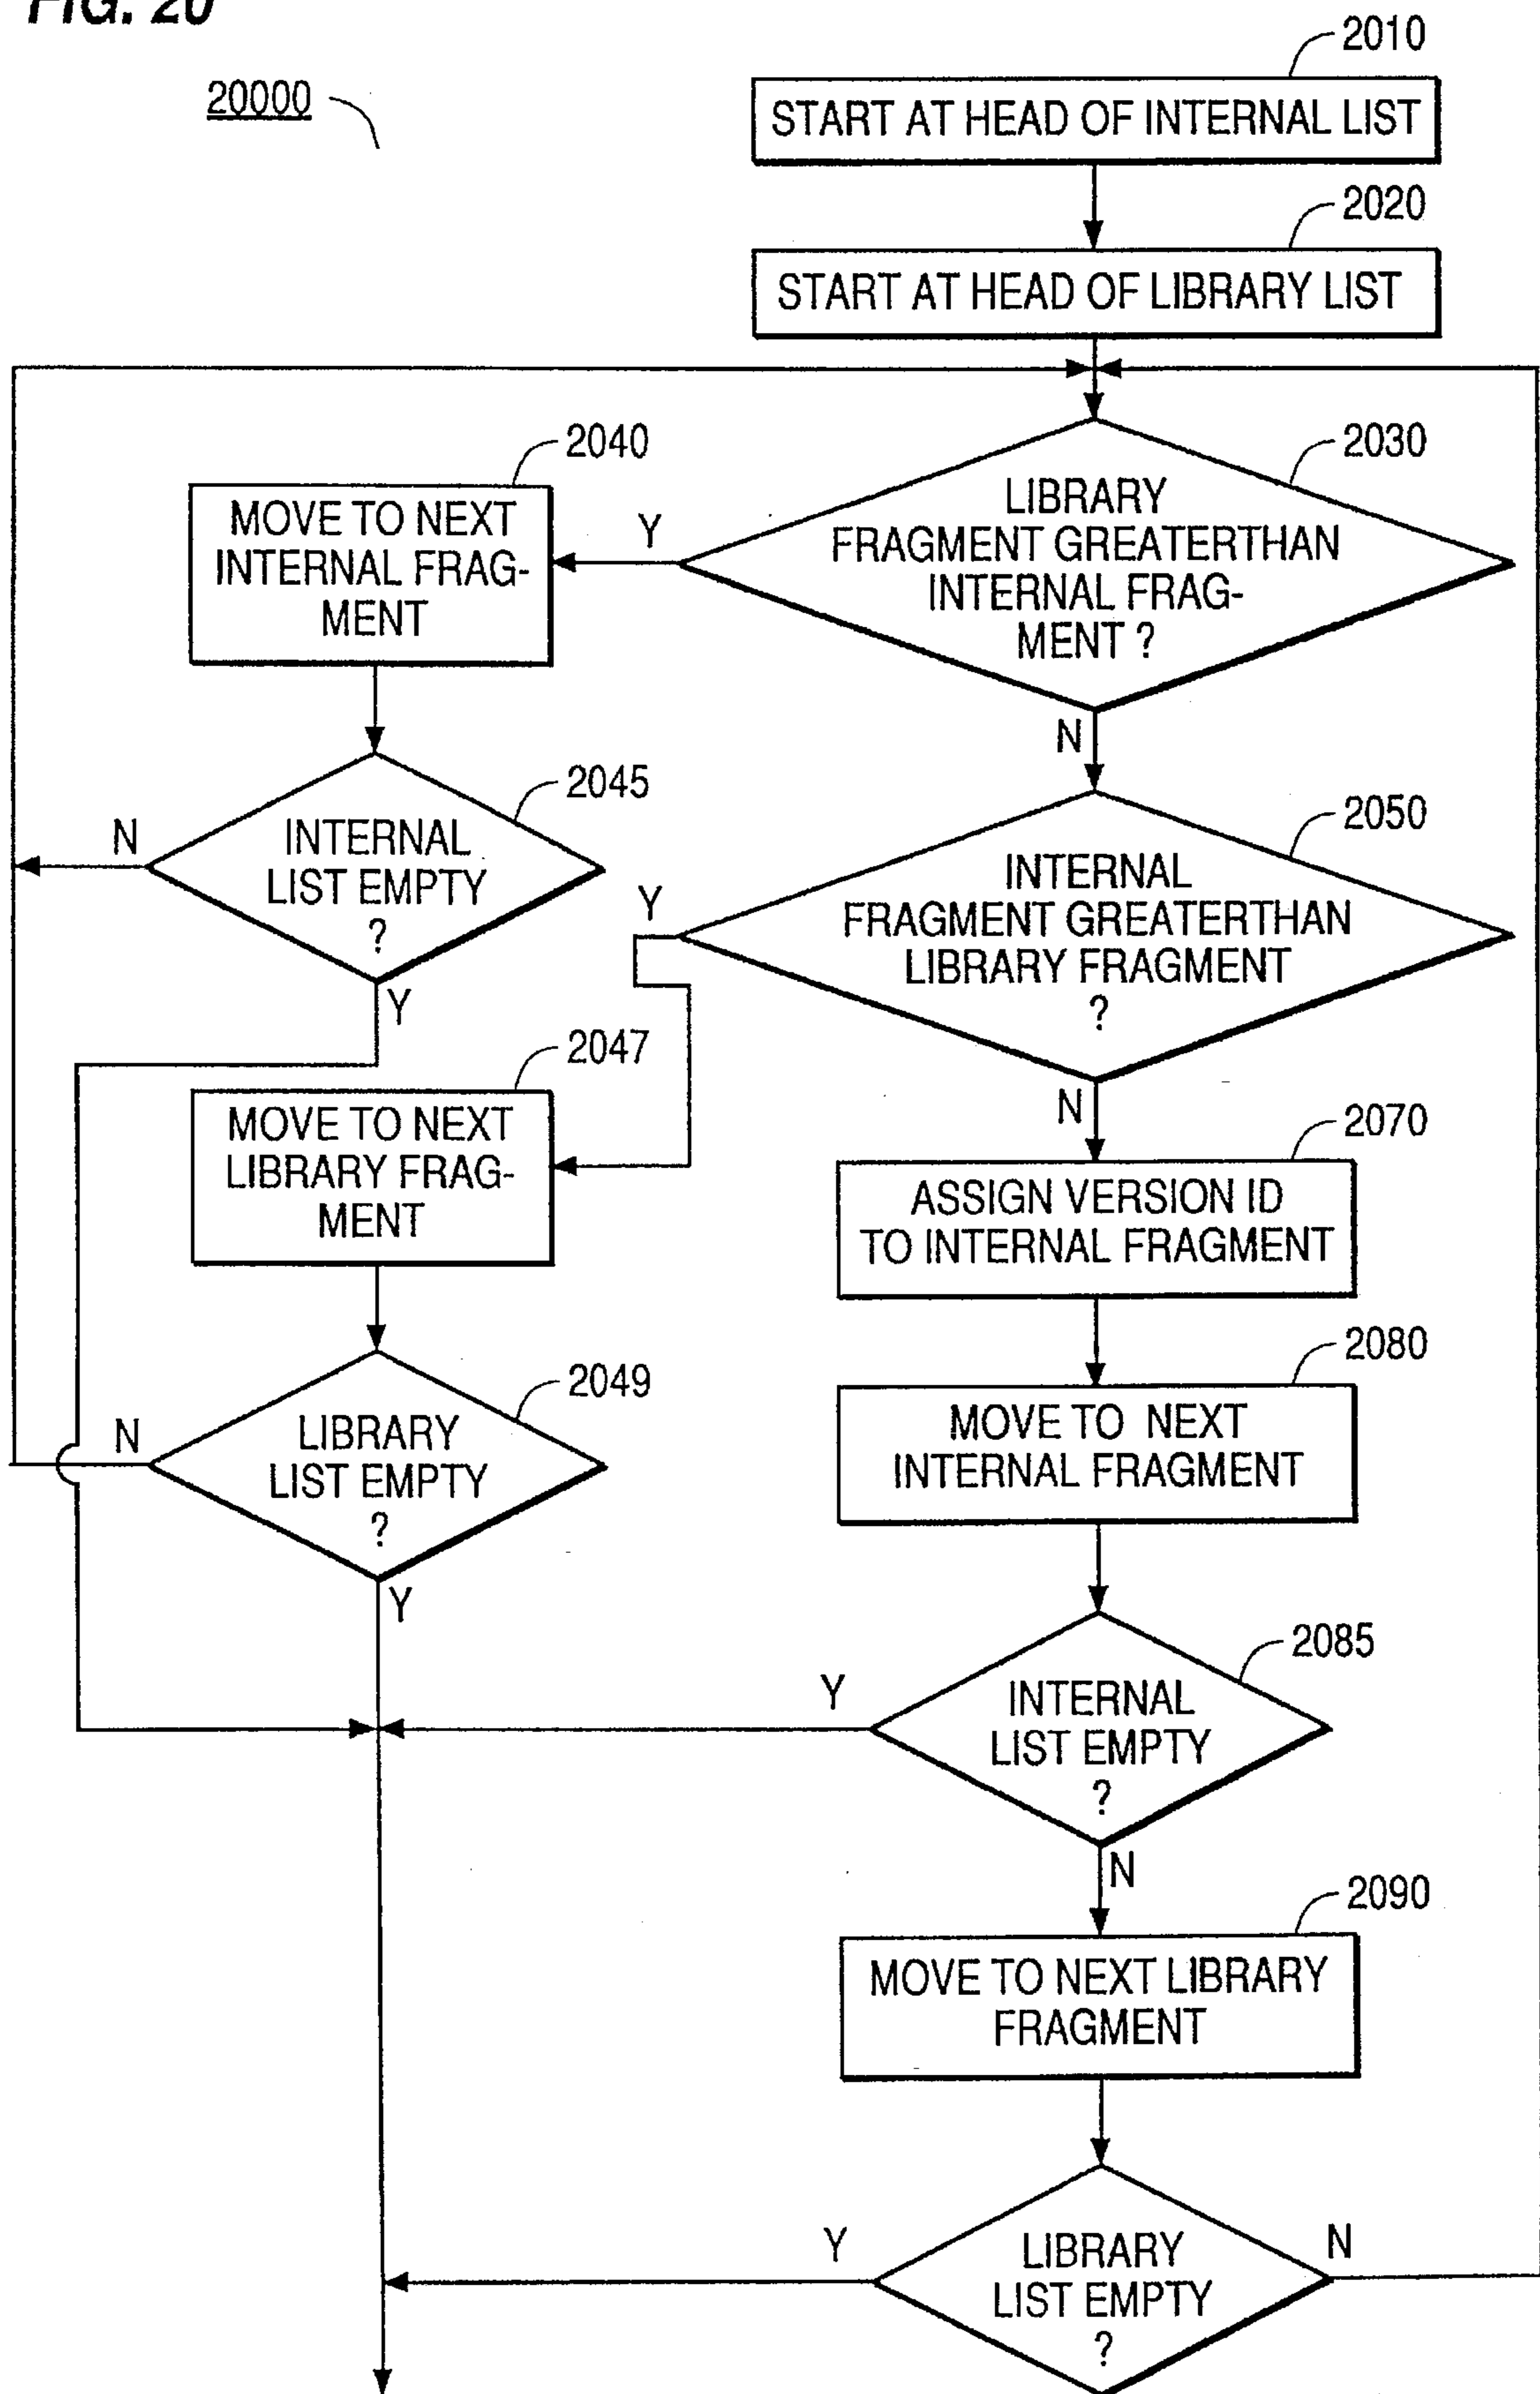 FIG. 20
20000
2010
START AT HEAD OF INTERNAL LIST
2020
START AT HEAD OF LIBRARY LIST
2030
LIBRARY
FRAGMENT GREATERTHAN
INTERNAL FRAG-
MENT ?
Y
N
2040
MOVE TO NEXT
INTERNAL FRAG-
MENT
2045
INTERNAL
LIST EMPTY
?
N
Y
2050
INTERNAL
FRAGMENT GREATERTHAN
LIBRARY FRAGMENT
?
Y
N
2047
MOVE TO NEXT
LIBRARY FRAG-
MENT
2049
LIBRARY
LIST EMPTY
?
N
Y
2070
ASSIGN VERSION ID
TO INTERNAL FRAGMENT
2080
MOVE TO NEXT
INTERNAL FRAGMENT
2085
INTERNAL
LIST EMPTY
?
Y
N
2090
MOVE TO NEXT LIBRARY
FRAGMENT
LIBRARY
LIST EMPTY
?
Y
N